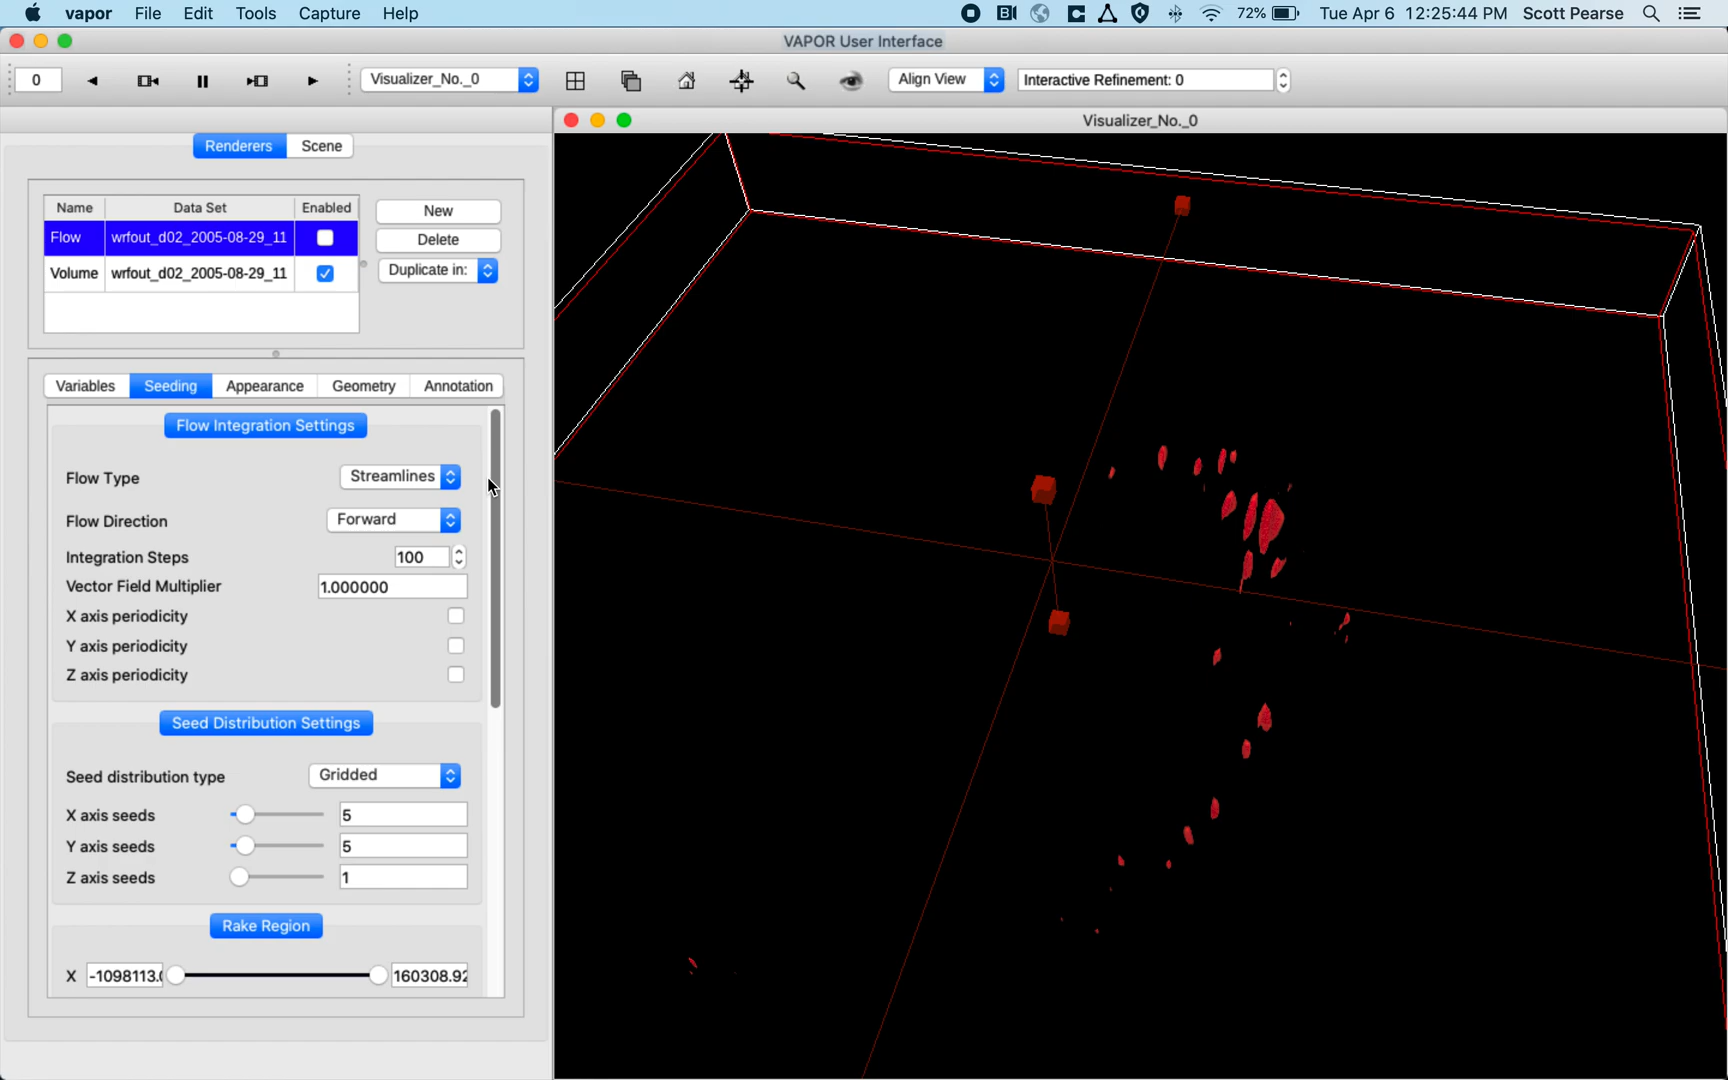 vapor File Edit Tools Capture Help 72% Tue Apr 6 12:25:44 PM Scott Pearse
VAPOR User Interface
0 Visualizer_No._0 Align View Interactive Refinement: 0
Visualizer_No._0
Renderers Scene
Name Data Set Enabled
Flow wrfout_d02_2005-08-29_11
Volume wrfout_d02_2005-08-29_11
New
Delete
Duplicate in:
Variables Seeding Appearance Geometry Annotation
Flow Integration Settings
Flow Type Streamlines
Flow Direction Forward
Integration Steps 100
Vector Field Multiplier 1.000000
X axis periodicity
Y axis periodicity
Z axis periodicity
Seed Distribution Settings
Seed distribution type Gridded
X axis seeds 5
Y axis seeds 5
Z axis seeds 1
Rake Region
X -1098113.0 160308.92